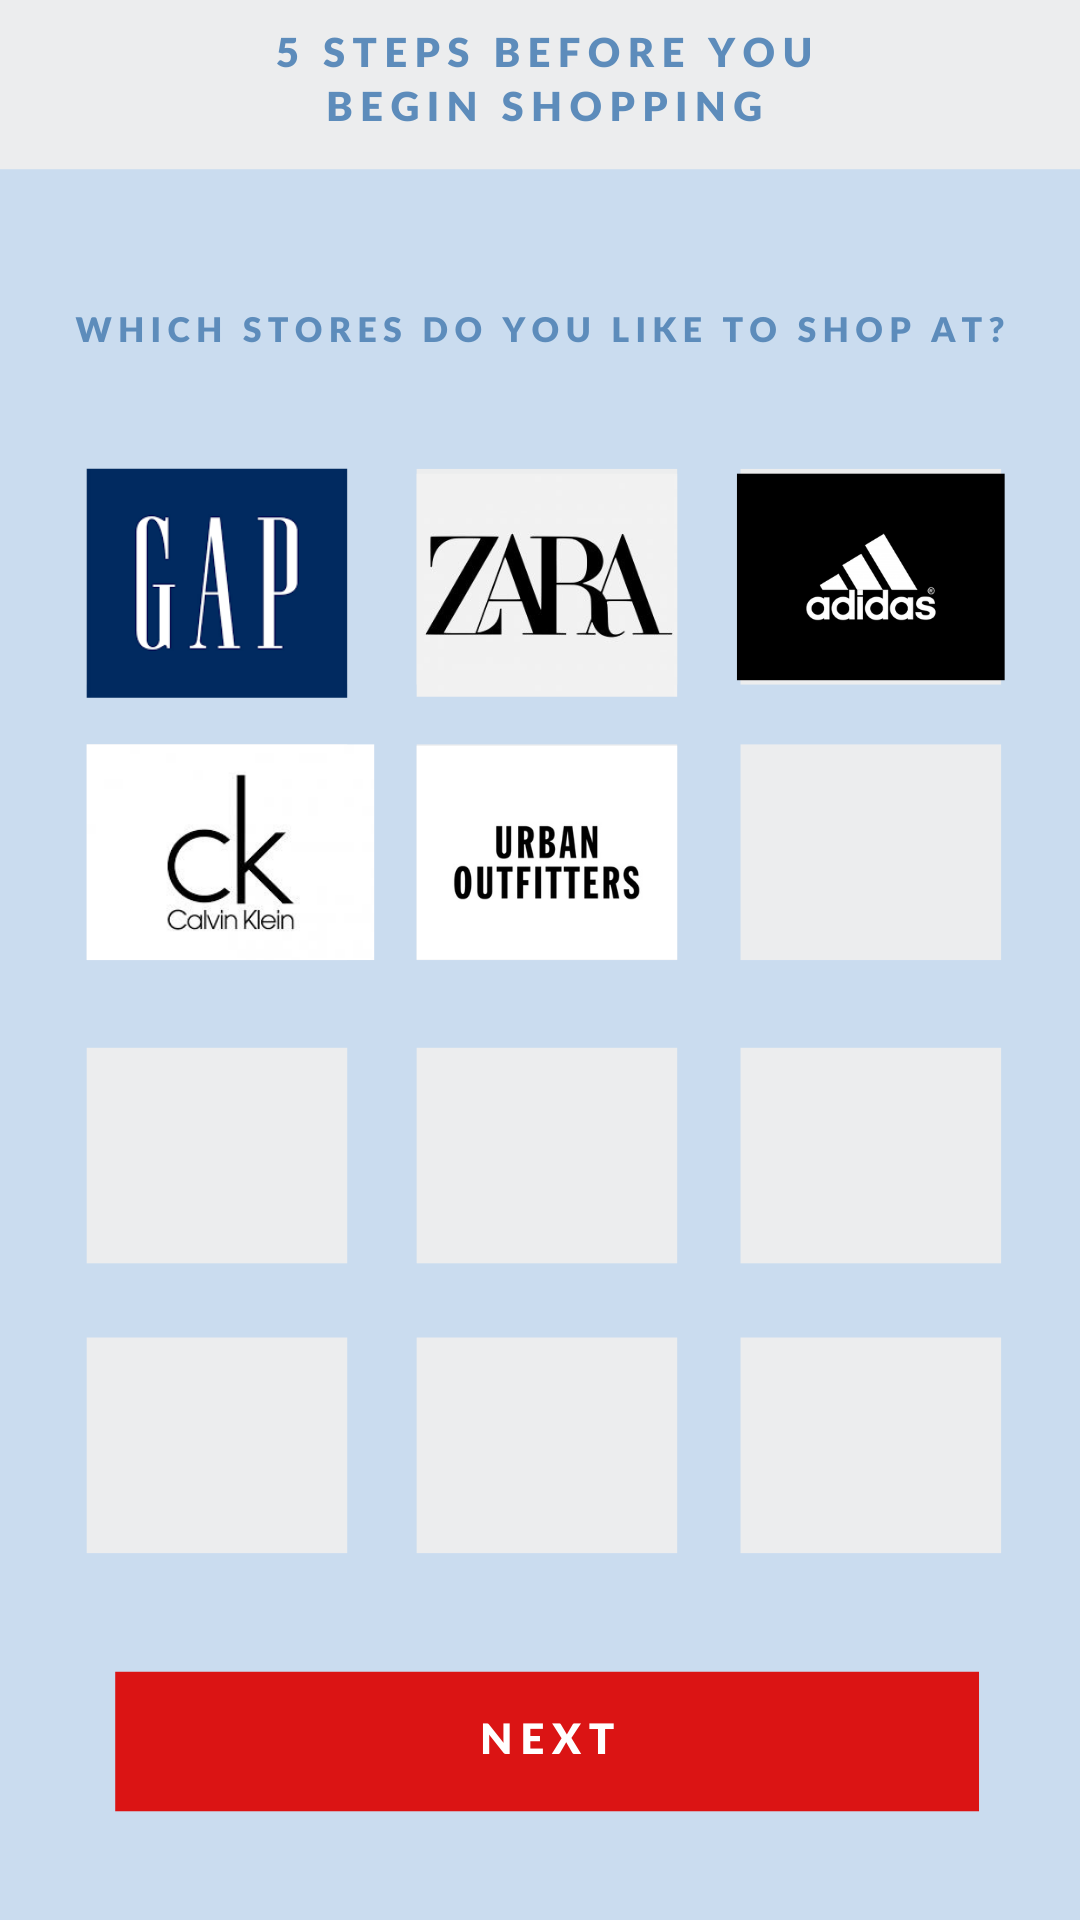 5 STEPS BEFORE YOU
BEGIN SHOPPING
WHICH STORES DO YOU LIKE TO SHOP AT?
GAP
ZARA
adidas®
ck
Calvin Klein
URBAN
OUTFITTERS
NEXT